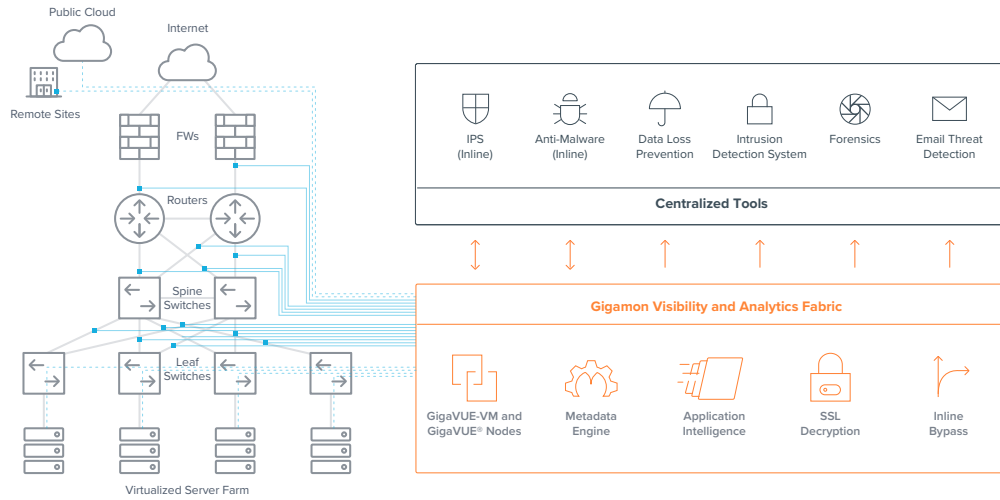 Public Cloud
Internet
Remote Sites
FWs
Routers
Spine
Switches
Leaf
Switches
Virtualized Server Farm
IPS
(Inline)
Anti-Malware
(Inline)
Data Loss
Prevention
Intrusion
Detection System
Forensics
Email Threat
Detection
Centralized Tools
Gigamon Visibility and Analytics Fabric
GigaVUE-VM and
GigaVUE® Nodes
Metadata
Engine
Application
Intelligence
SSL
Decryption
Inline
Bypass